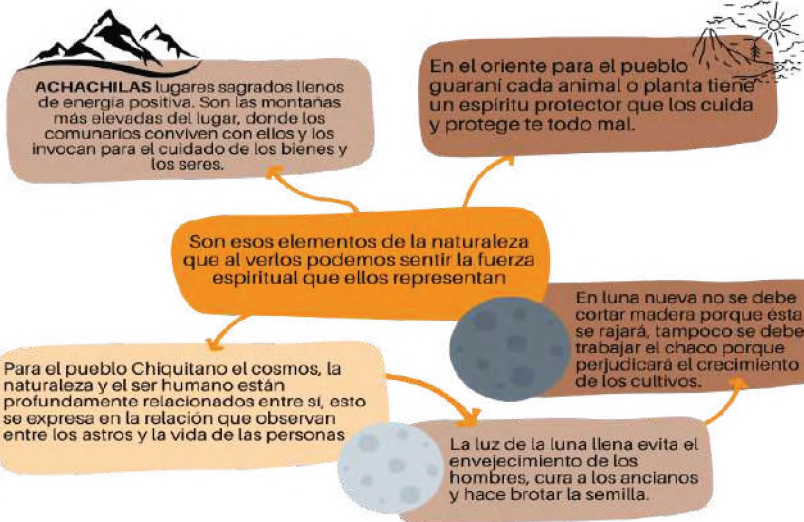 ACHACHILAS lugares sagrados llenos
de energía positiva. Son las montañas
más elevadas del lugar, donde los
comunarios conviven con ellos y los
invocan para el cuidado de los bienes y
los seres.
En el oriente para el pueblo
guaraní cada animal o planta tiene
un espíritu protector que los cuida
y protege te todo mal.
Son esos elementos de la naturaleza
que al verlos podemos sentir la fuerza
espiritual que ellos representan
En luna nueva no se debe
cortar madera porque ésta
se rajará, tampoco se debe
trabajar el chaco porque
perjudicará el crecimiento
de los cultivos.
Para el pueblo Chiquitano el cosmos, la
naturaleza y el ser humano están
profundamente relacionados entre sí, esto
se expresa en la relación que observan
entre los astros y la vida de las personas
La luz de la luna llena evita el
envejecimiento de los
hombres, cura a los ancianos
y hace brotar la semilla.